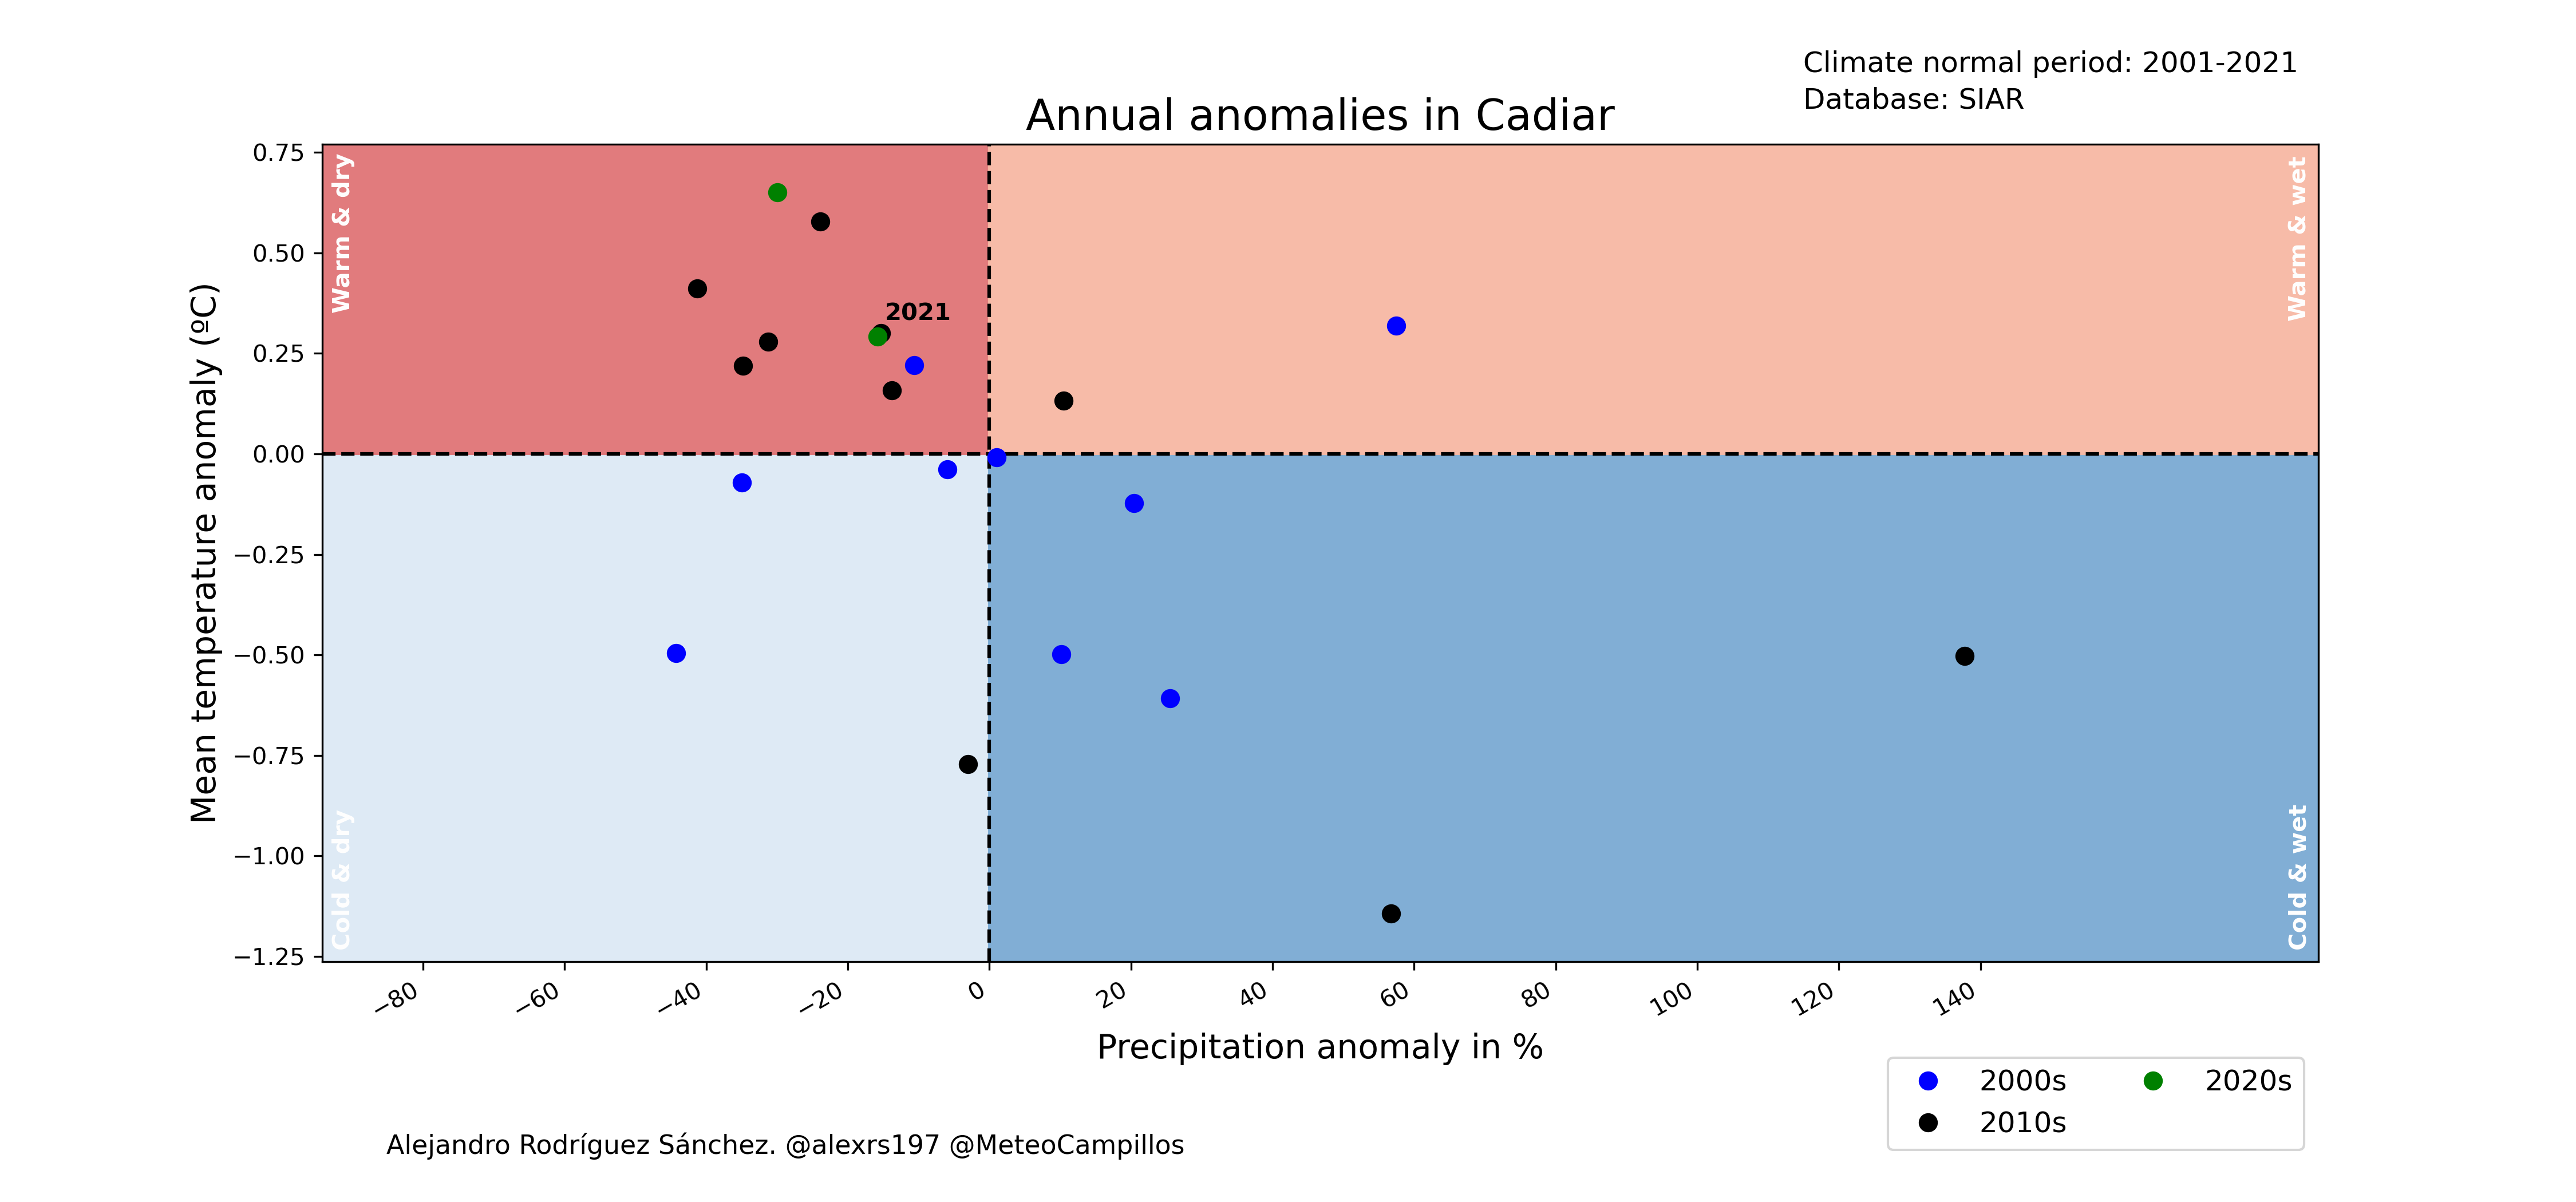 Climate normal period: 2001-2021
Database: SIAR
Annual anomalies in Cadiar
Mean temperature anomaly (ºC)
0.75
0.50
0.25
0.00
−0.25
−0.50
−0.75
−1.00
−1.25
Warm & dry
Warm & wet
2021
Cold & dry
Cold & wet
−80
−60
−40
−20
0
20
40
60
80
100
120
140
Precipitation anomaly in %
2000s
2020s
2010s
Alejandro Rodríguez Sánchez. @alexrs197 @MeteoCampillos